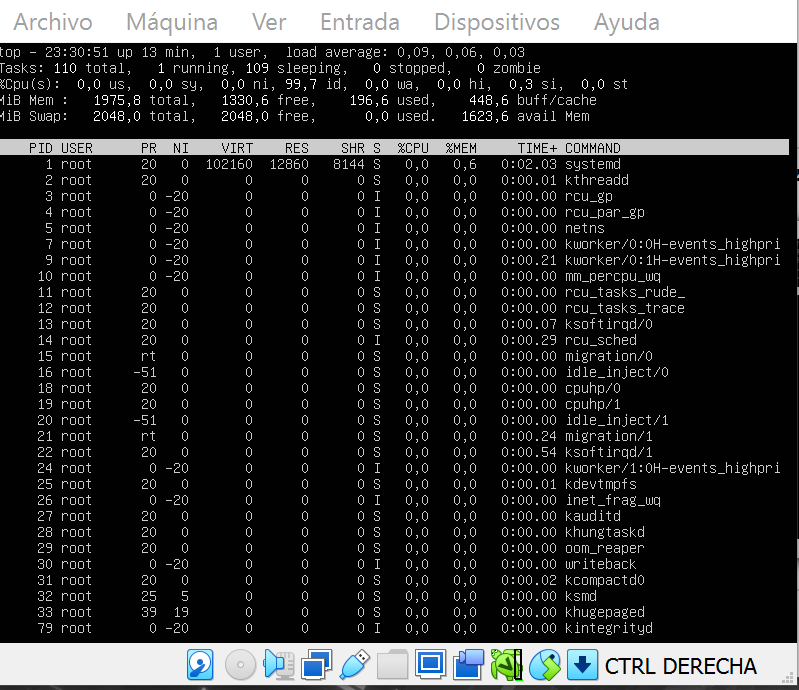 Archivo Máquina Ver Entrada Dispositivos Ayuda
top - 23:30:51 up 13 min,  1 user,  load average: 0,09, 0,06, 0,03
Tasks: 110 total,   1 running, 109 sleeping,   0 stopped,   0 zombie
%Cpu(s):  0,0 us,  0,0 sy,  0,0 ni, 99,7 id,  0,0 wa,  0,0 hi,  0,3 si,  0,0 st
MiB Mem :   1975,8 total,   1330,6 free,    196,6 used,    448,6 buff/cache
MiB Swap:   2048,0 total,   2048,0 free,      0,0 used.   1623,6 avail Mem
PID USER PR NI VIRT RES SHR S %CPU %MEM TIME+ COMMAND
1 root 20 0 102160 12860 8144 S 0,0 0,6 0:02.03 systemd
2 root 20 0 0 0 0 S 0,0 0,0 0:00.01 kthreadd
3 root 0 -20 0 0 0 I 0,0 0,0 0:00.00 rcu_gp
4 root 0 -20 0 0 0 I 0,0 0,0 0:00.00 rcu_par_gp
5 root 0 -20 0 0 0 I 0,0 0,0 0:00.00 netns
7 root 0 -20 0 0 0 I 0,0 0,0 0:00.00 kworker/0:0H-events_highpri
9 root 0 -20 0 0 0 I 0,0 0,0 0:00.21 kworker/0:1H-events_highpri
10 root 0 -20 0 0 0 I 0,0 0,0 0:00.00 mm_percpu_wq
11 root 20 0 0 0 0 S 0,0 0,0 0:00.00 rcu_tasks_rude_
12 root 20 0 0 0 0 S 0,0 0,0 0:00.00 rcu_tasks_trace
13 root 20 0 0 0 0 S 0,0 0,0 0:00.07 ksoftirqd/0
14 root 20 0 0 0 0 I 0,0 0,0 0:00.29 rcu_sched
15 root rt 0 0 0 0 S 0,0 0,0 0:00.00 migration/0
16 root -51 0 0 0 0 S 0,0 0,0 0:00.00 idle_inject/0
18 root 20 0 0 0 0 S 0,0 0,0 0:00.00 cpuhp/0
19 root 20 0 0 0 0 S 0,0 0,0 0:00.00 cpuhp/1
20 root -51 0 0 0 0 S 0,0 0,0 0:00.00 idle_inject/1
21 root rt 0 0 0 0 S 0,0 0,0 0:00.24 migration/1
22 root 20 0 0 0 0 S 0,0 0,0 0:00.54 ksoftirqd/1
24 root 0 -20 0 0 0 I 0,0 0,0 0:00.00 kworker/1:0H-events_highpri
25 root 20 0 0 0 0 S 0,0 0,0 0:00.01 kdevtmpfs
26 root 0 -20 0 0 0 I 0,0 0,0 0:00.00 inet_frag_wq
27 root 20 0 0 0 0 S 0,0 0,0 0:00.00 kauditd
28 root 20 0 0 0 0 S 0,0 0,0 0:00.00 khungtaskd
29 root 20 0 0 0 0 S 0,0 0,0 0:00.00 oom_reaper
30 root 0 -20 0 0 0 I 0,0 0,0 0:00.00 writeback
31 root 20 0 0 0 0 S 0,0 0,0 0:00.02 kcompactd0
32 root 25 5 0 0 0 S 0,0 0,0 0:00.00 ksmd
33 root 39 19 0 0 0 S 0,0 0,0 0:00.00 khugepaged
79 root 0 -20 0 0 0 I 0,0 0,0 0:00.00 kintegrityd
CTRL DERECHA